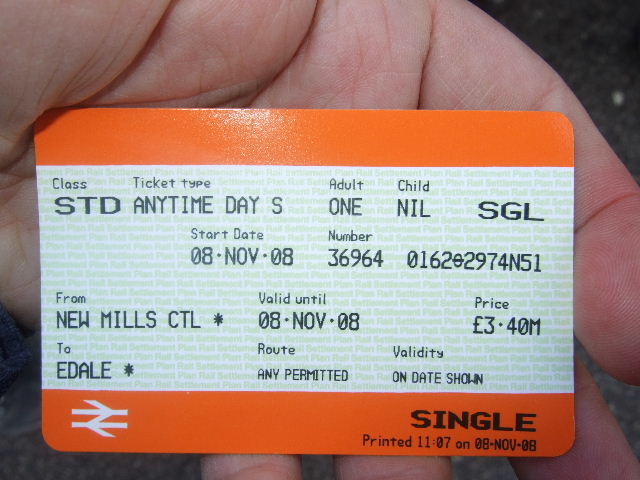 Class Ticket type Adult Child
STD ANYTIME DAY S ONE NIL SGL
Start Date Number
08·NOV·08 36964 0162 2974N51
From Valid until Price
NEW MILLS CTL * 08·NOV·08 £3·40M
To Route Validity
EDALE * ANY PERMITTED ON DATE SHOWN
SINGLE
Printed 11:07 on 08-NOV-08